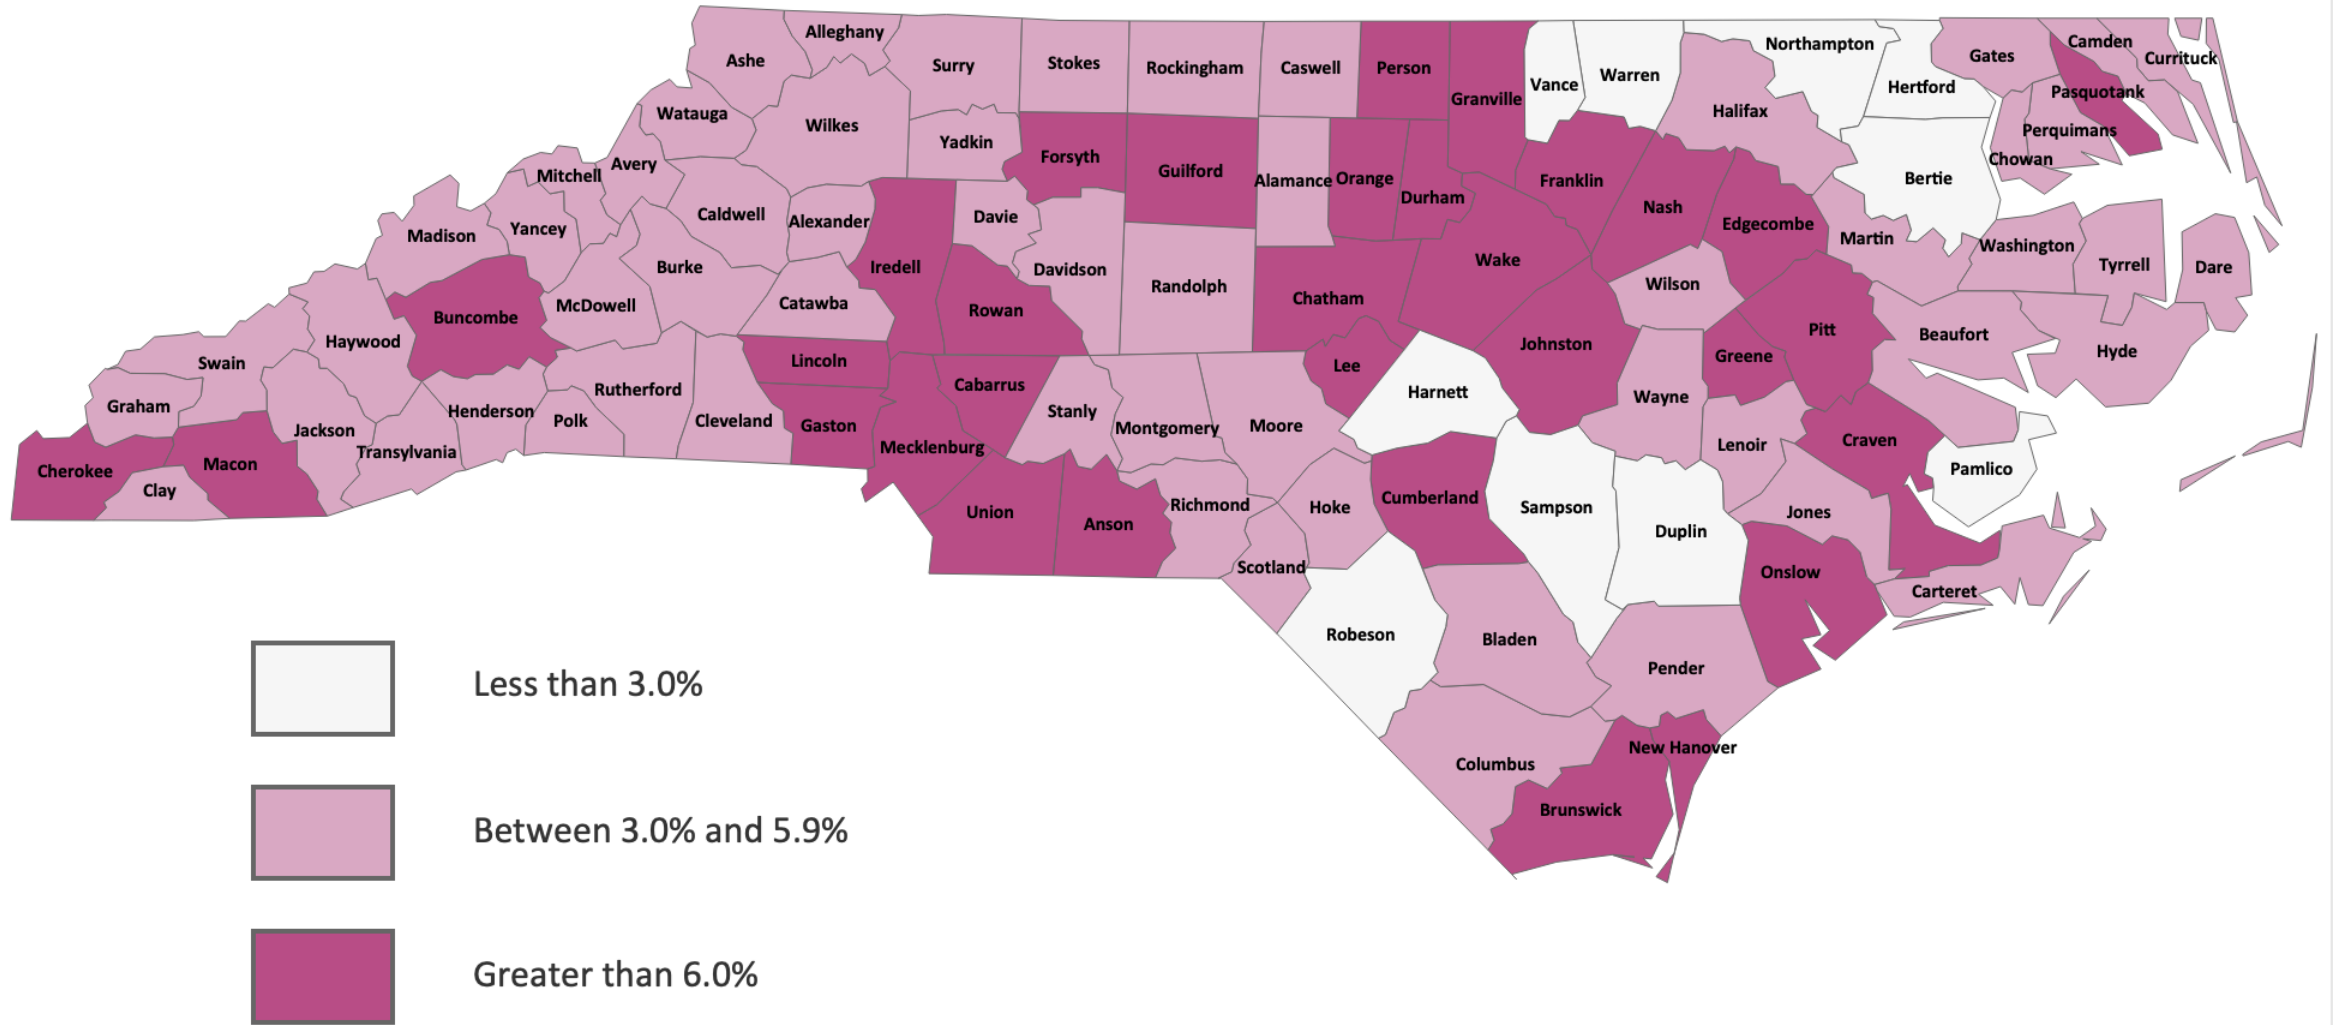 Alleghany
Ashe
Surry
Stokes
Rockingham
Caswell
Person
Granville
Vance
Warren
Northampton
Hertford
Gates
Camden
Currituck
Pasquotank
Perquimans
Chowan
Halifax
Bertie
Watauga
Wilkes
Yadkin
Forsyth
Guilford
Alamance
Orange
Durham
Franklin
Nash
Edgecombe
Martin
Washington
Tyrrell
Dare
Mitchell
Avery
Caldwell
Alexander
Davie
Iredell
Davidson
Randolph
Chatham
Wake
Wilson
Madison
Yancey
Burke
McDowell
Catawba
Rowan
Buncombe
Haywood
Swain
Graham
Lincoln
Cabarrus
Lee
Johnston
Greene
Pitt
Beaufort
Hyde
Rutherford
Henderson
Polk
Cleveland
Gaston
Stanly
Montgomery
Moore
Harnett
Wayne
Lenoir
Craven
Pamlico
Jackson
Transylvania
Mecklenburg
Cherokee
Macon
Clay
Union
Anson
Richmond
Hoke
Cumberland
Sampson
Duplin
Jones
Onslow
Carteret
Scotland
Robeson
Bladen
Pender
Columbus
New Hanover
Brunswick
Less than 3.0%
Between 3.0% and 5.9%
Greater than 6.0%